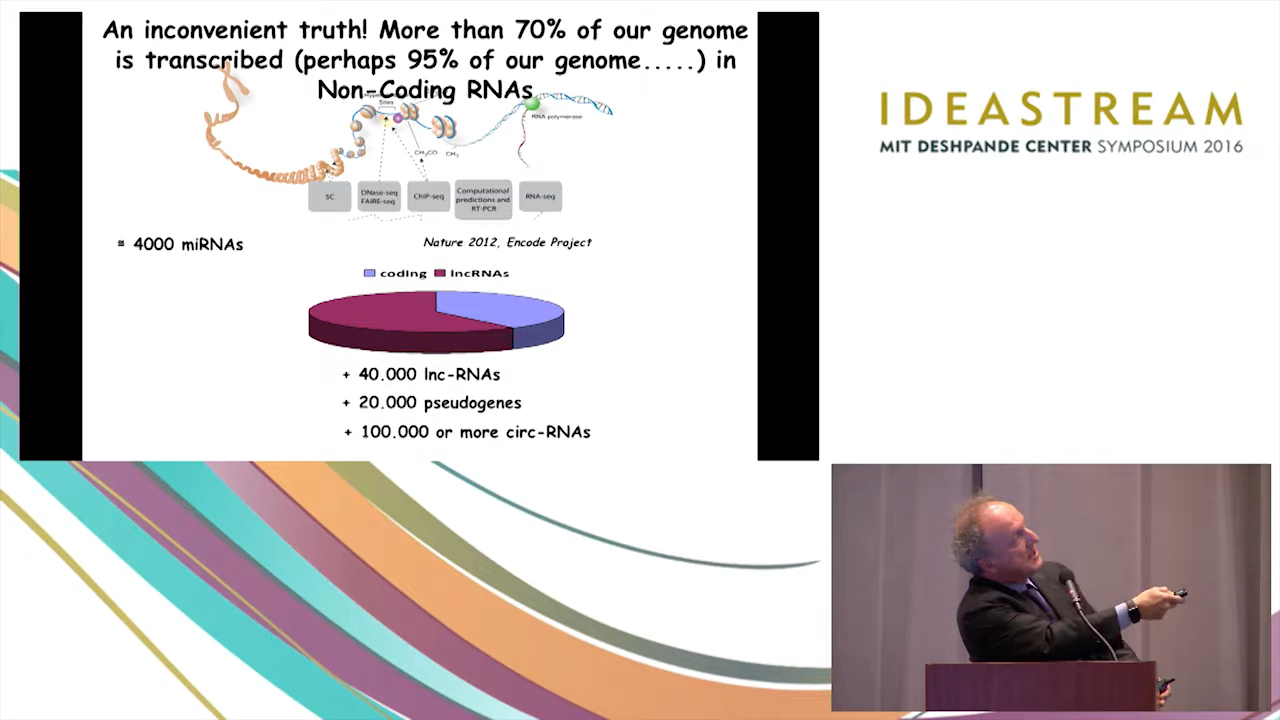 An inconvenient truth! More than 70% of our genome
is transcribed (perhaps 95% of our genome.....) in
Non-Coding RNAs
Sites
RNA polymerase
CH₃CO
CH₃
5C
DNase-seq
FAIRE-seq
ChIP-seq
Computational
predictions and
RT-PCR
RNA-seq
≅ 4000 miRNAs
Nature 2012, Encode Project
coding lncRNAs
+ 40.000 lnc-RNAs
+ 20.000 pseudogenes
+ 100.000 or more circ-RNAs
IDEASTREAM
MIT DESHPANDE CENTER SYMPOSIUM 2016